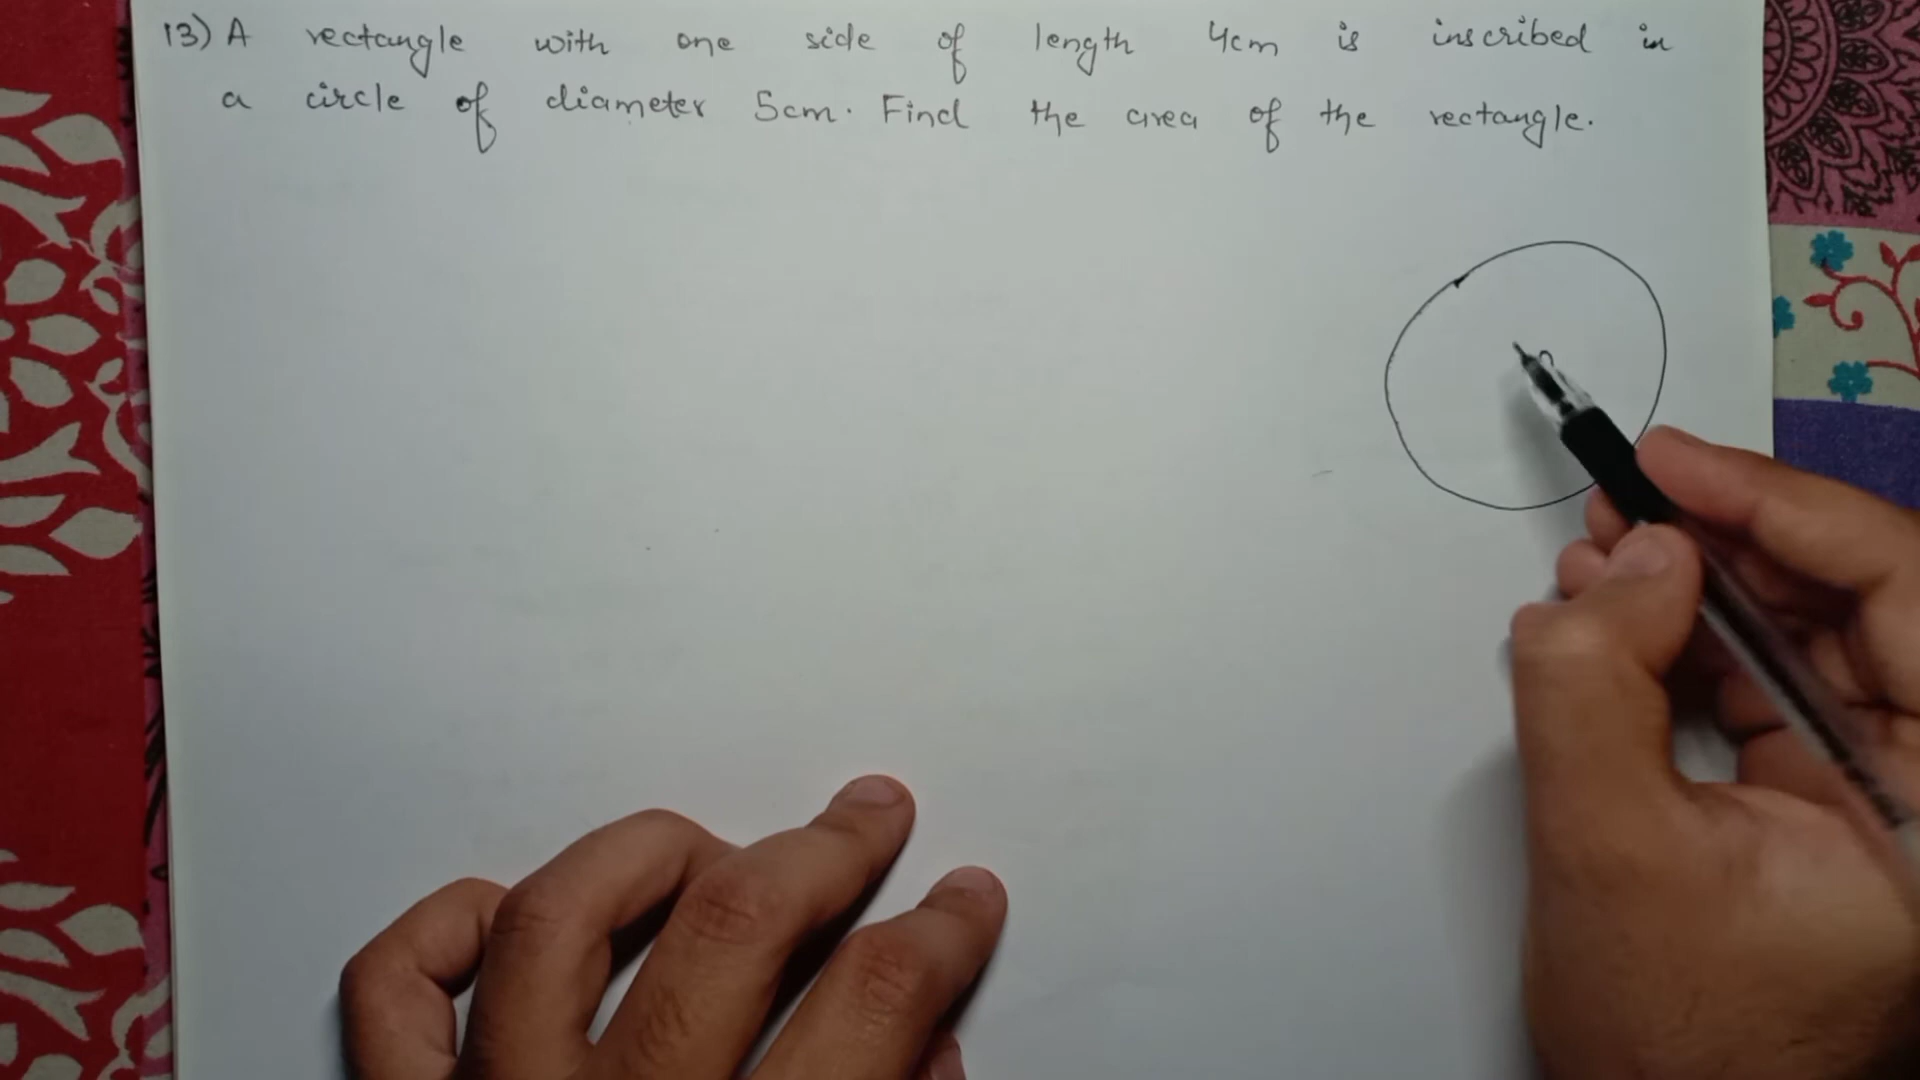 13) A rectangle with one side of length 4cm is inscribed in
a circle of diameter 5cm. Find the area of the rectangle.